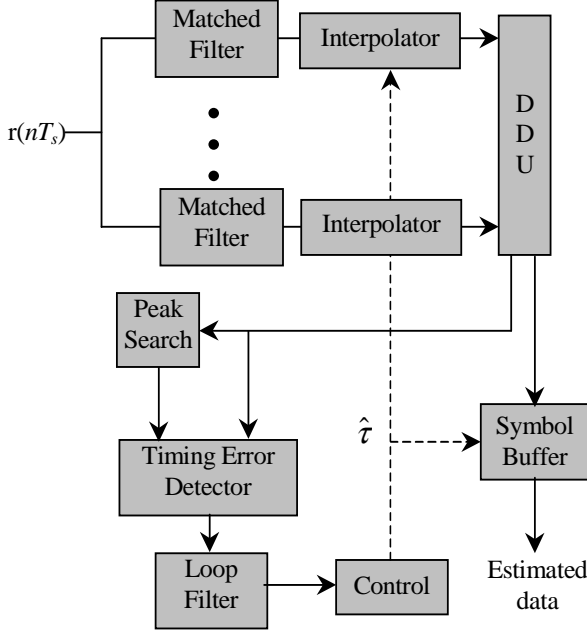 Matched
Filter
Interpolator
D
D
U
r(nTₛ)
Matched
Filter
Interpolator
Peak
Search
τ̂
Symbol
Buffer
Timing Error
Detector
Loop
Filter
Control
Estimated
data